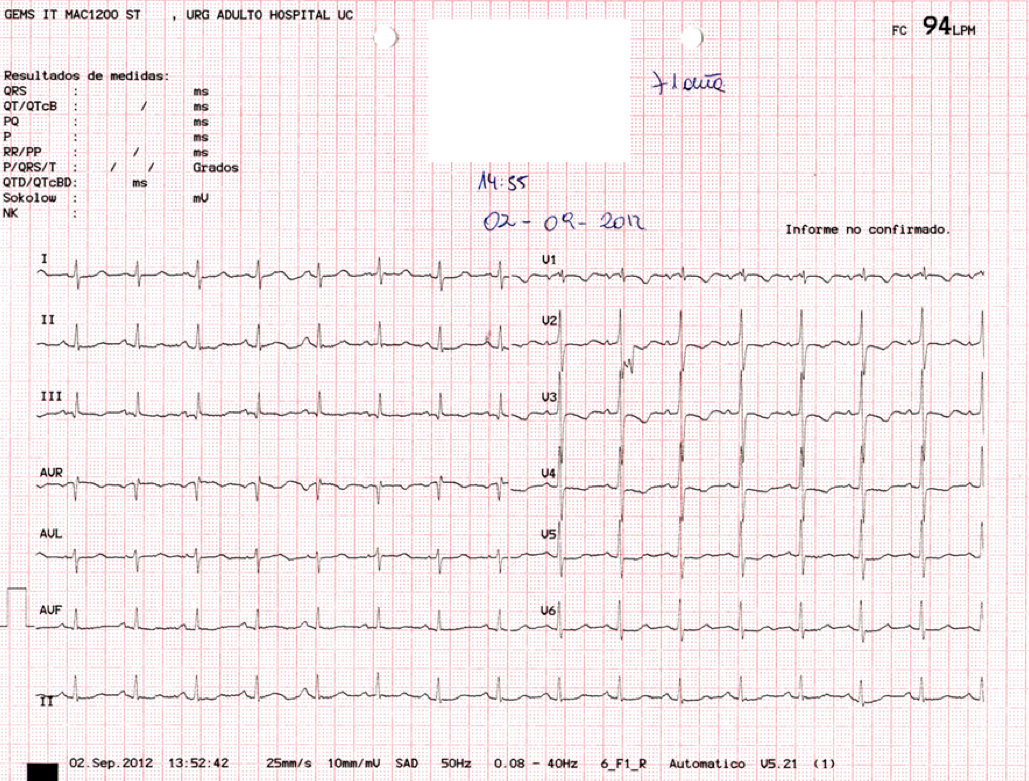 GEMS IT MAC1200 ST , URG ADULTO HOSPITAL UC
FC 94LPM
Resultados de medidas:
QRS : ms
QT/QTcB : / ms
PQ : ms
P : ms
RR/PP : / ms
P/QRS/T : / / Grados
QTD/QTcBD: ms
Sokolow : mV
NK :
14:55
02-09-2012
Informe no confirmado.
I
V1
II
V2
III
V3
AVR
V4
AVL
V5
AVF
V6
II
02.Sep.2012 13:52:42 25mm/s 10mm/mV SAD 50Hz 0.08 - 40Hz 6_F1_R Automatico V5.21 (1)